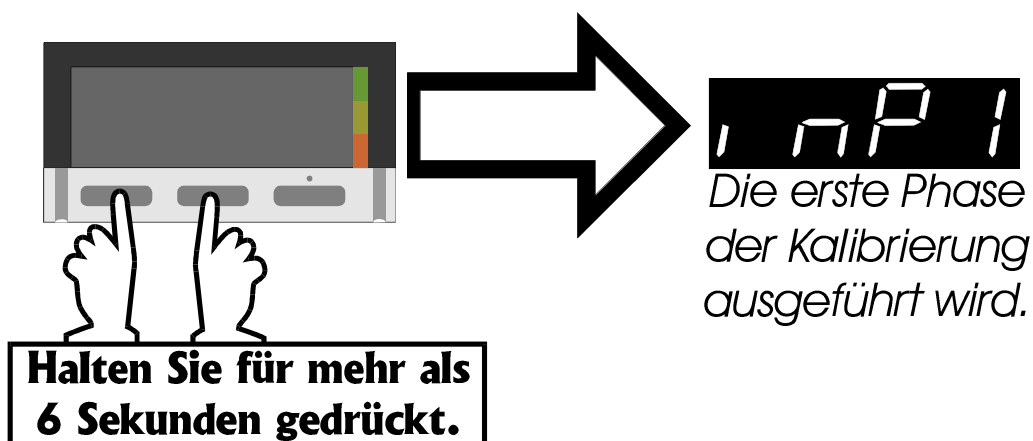 inP1
Die erste Phase
der Kalibrierung
ausgeführt wird.
Halten Sie für mehr als
6 Sekunden gedrückt.